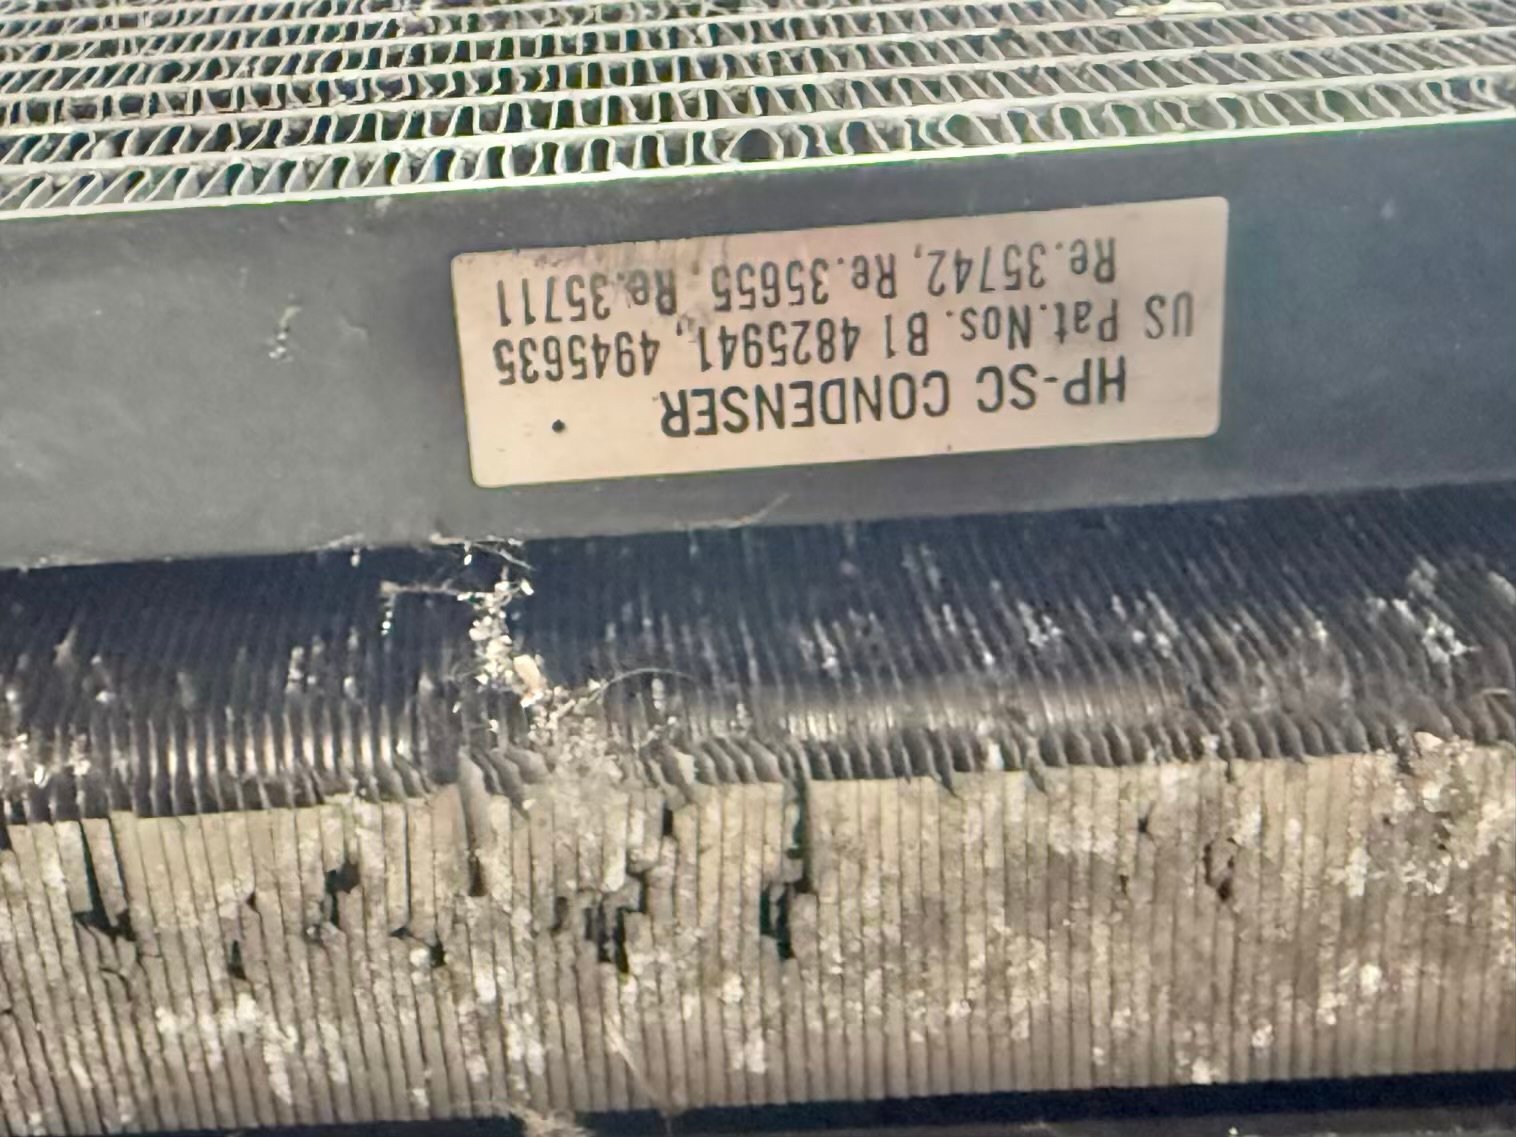 HP-SC CONDENSER
US Pat.Nos. B1 4825941, 4945635
Re.35742, Re.35655, Re.35711